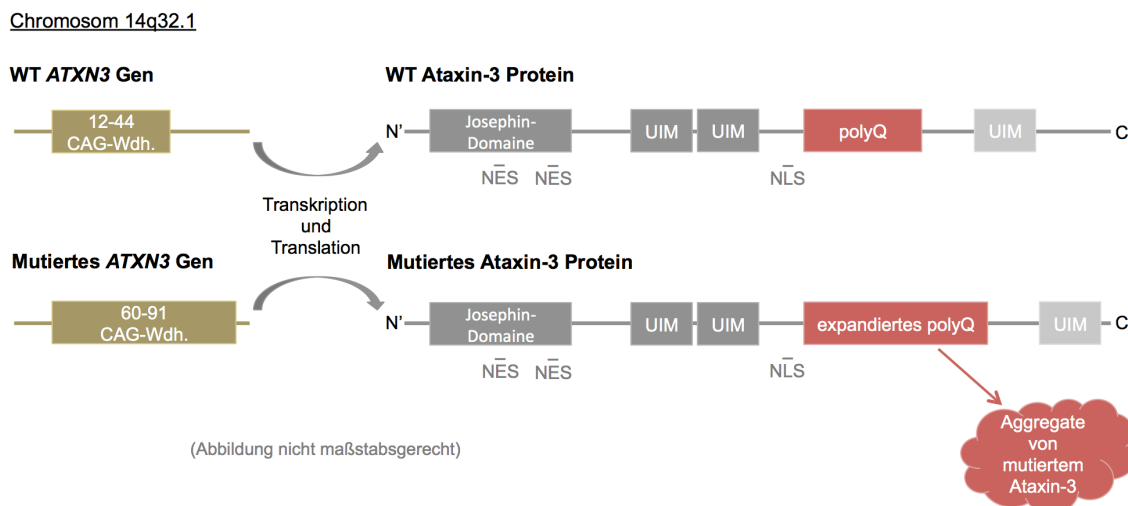 Chromosom 14q32.1
WT ATXN3 Gen
WT Ataxin-3 Protein
12-44
CAG-Wdh.
N'
Josephin-
Domaine
UIM
UIM
polyQ
UIM
C
NES
NES
NLS
Transkription
und
Translation
Mutiertes ATXN3 Gen
Mutiertes Ataxin-3 Protein
60-91
CAG-Wdh.
N'
Josephin-
Domaine
UIM
UIM
expandiertes polyQ
UIM
C
NES
NES
NLS
Aggregate
von
mutiertem
Ataxin-3
(Abbildung nicht maßstabsgerecht)